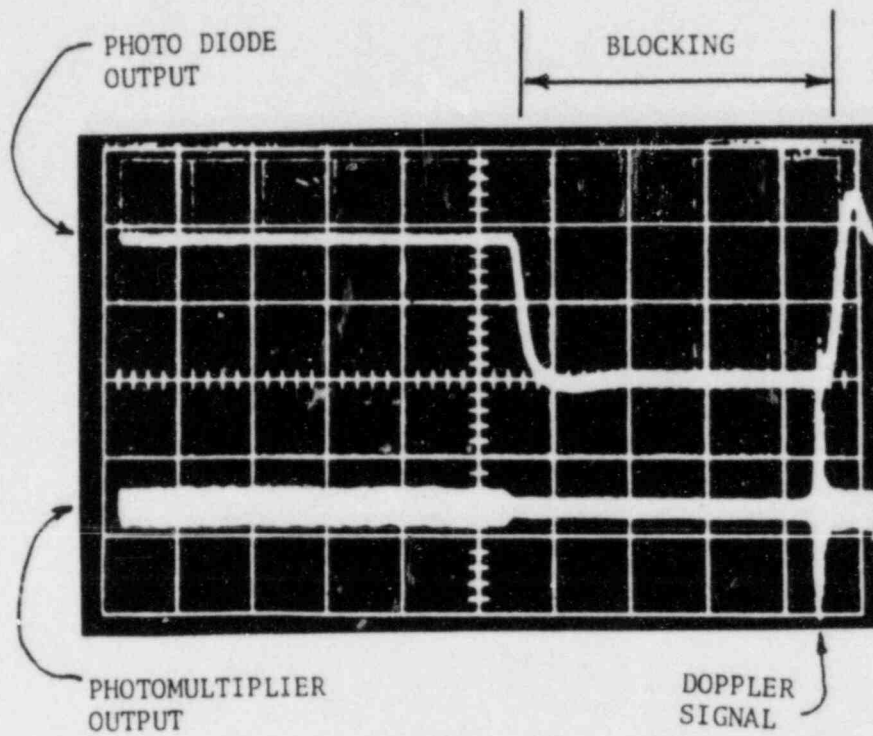 PHOTO DIODE
OUTPUT
BLOCKING
PHOTOMULTIPLIER
OUTPUT
DOPPLER
SIGNAL